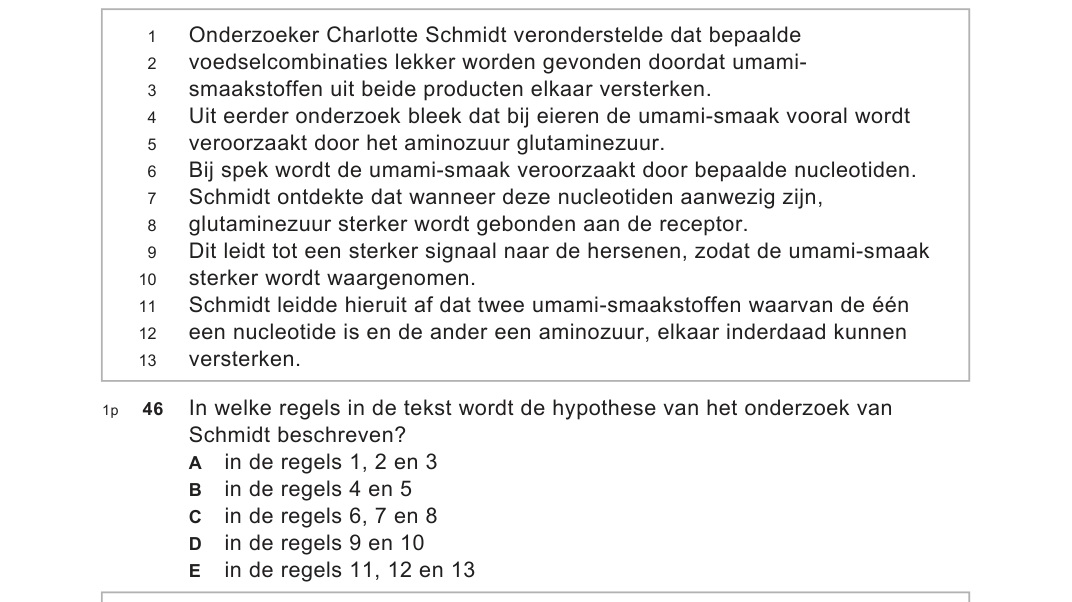 1 Onderzoeker Charlotte Schmidt veronderstelde dat bepaalde
2 voedselcombinaties lekker worden gevonden doordat umami-
3 smaakstoffen uit beide producten elkaar versterken.
4 Uit eerder onderzoek bleek dat bij eieren de umami-smaak vooral wordt
5 veroorzaakt door het aminozuur glutaminezuur.
6 Bij spek wordt de umami-smaak veroorzaakt door bepaalde nucleotiden.
7 Schmidt ontdekte dat wanneer deze nucleotiden aanwezig zijn,
8 glutaminezuur sterker wordt gebonden aan de receptor.
9 Dit leidt tot een sterker signaal naar de hersenen, zodat de umami-smaak
10 sterker wordt waargenomen.
11 Schmidt leidde hieruit af dat twee umami-smaakstoffen waarvan de één
12 een nucleotide is en de ander een aminozuur, elkaar inderdaad kunnen
13 versterken.
1p 46 In welke regels in de tekst wordt de hypothese van het onderzoek van
Schmidt beschreven?
A in de regels 1, 2 en 3
B in de regels 4 en 5
C in de regels 6, 7 en 8
D in de regels 9 en 10
E in de regels 11, 12 en 13